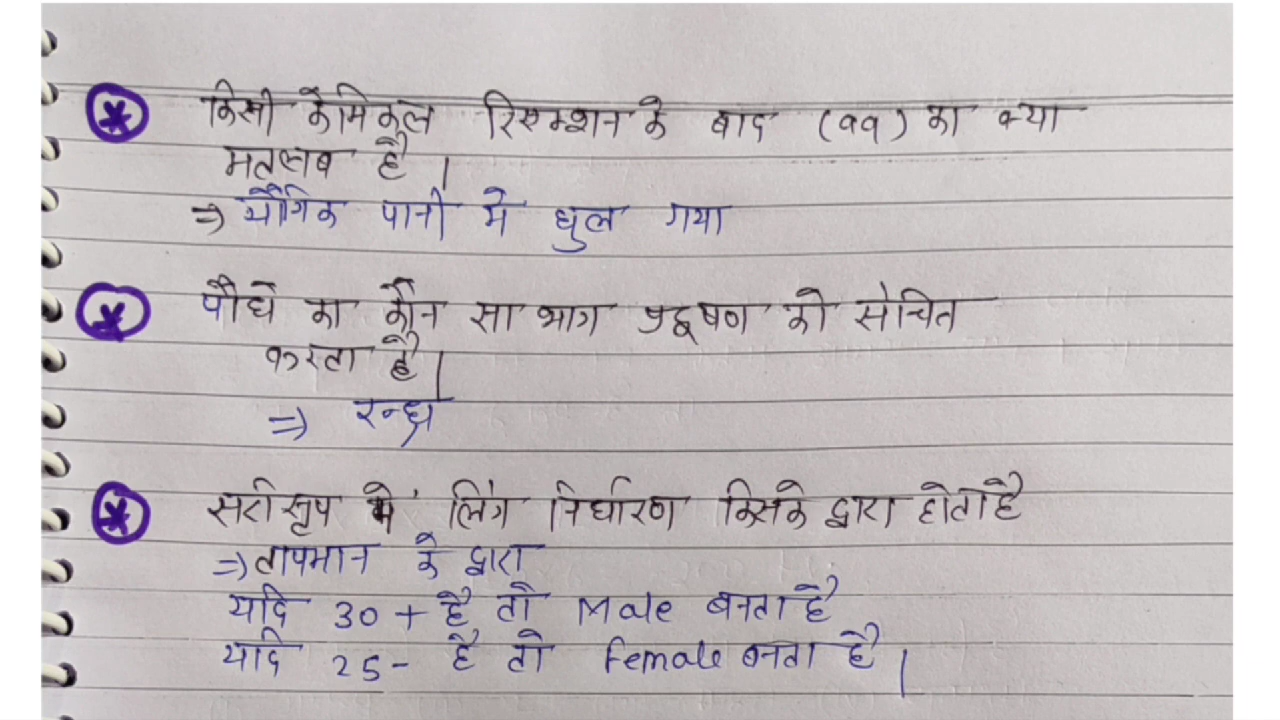 किसी केमिकल रिएक्शन के बाद (aq) का क्या
मतलब है।
⇒ यौगिक पानी में घुल गया
पौधे का कौन सा भाग प्रदूषण को संचित
करता है।
⇒ रन्ध्र
सरीसृप में लिंग निर्धारण किसके द्वारा होता है
⇒ तापमान के द्वारा
यदि 30 + है तो Male बनता है
यदि 25 - है तो Female बनता है।